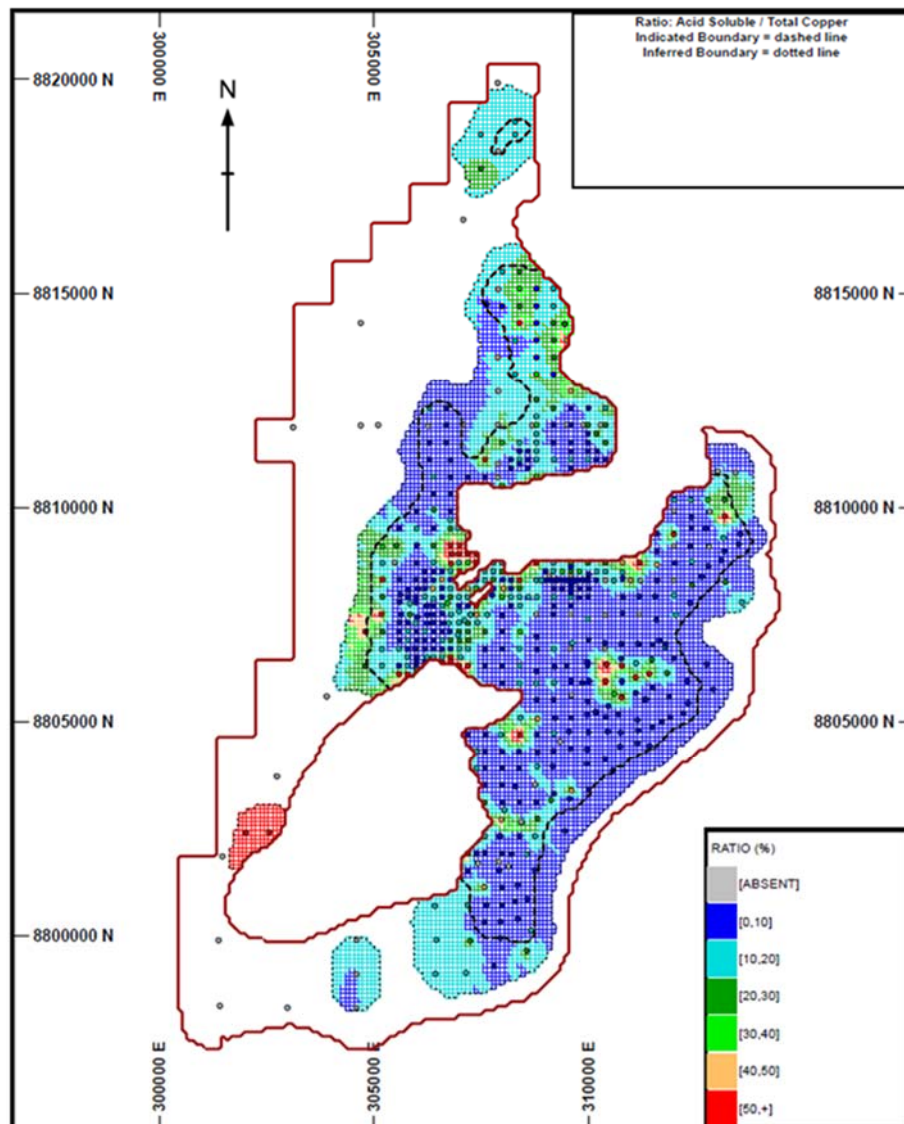 Ratio: Acid Soluble / Total Copper
Indicated Boundary = dashed line
Inferred Boundary = dotted line
300000 E
305000 E
8820000 N
N
8815000 N
8815000 N
8810000 N
8810000 N
8805000 N
8805000 N
8800000 N
300000 E
305000 E
310000 E
RATIO (%)
[ABSENT]
[0,10]
[10,20]
[20,30]
[30,40]
[40,50]
[50,+]